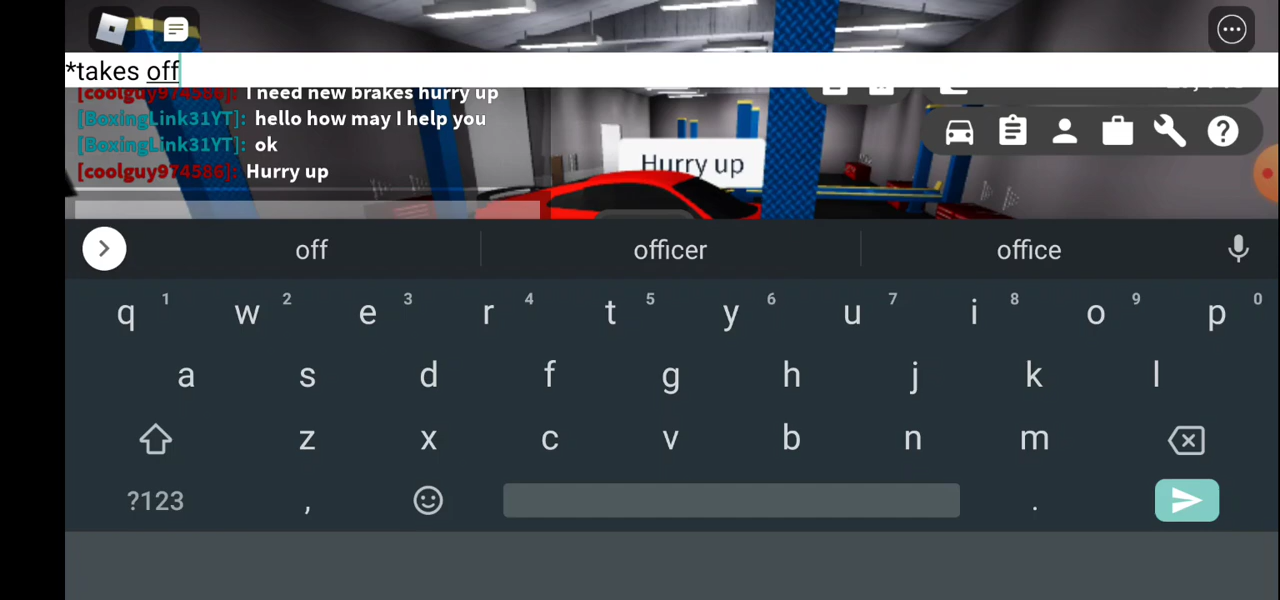 *takes off
[coolguy974586]: I need new brakes hurry up
[BoxingLink31YT]: hello how may I help you
[BoxingLink31YT]: ok
[coolguy974586]: Hurry up
Hurry up
off officer office
q 1 w 2 e 3 r 4 t 5 y 6 u 7 i 8 o 9 p 0
a s d f g h j k l
z x c v b n m
?123 , .